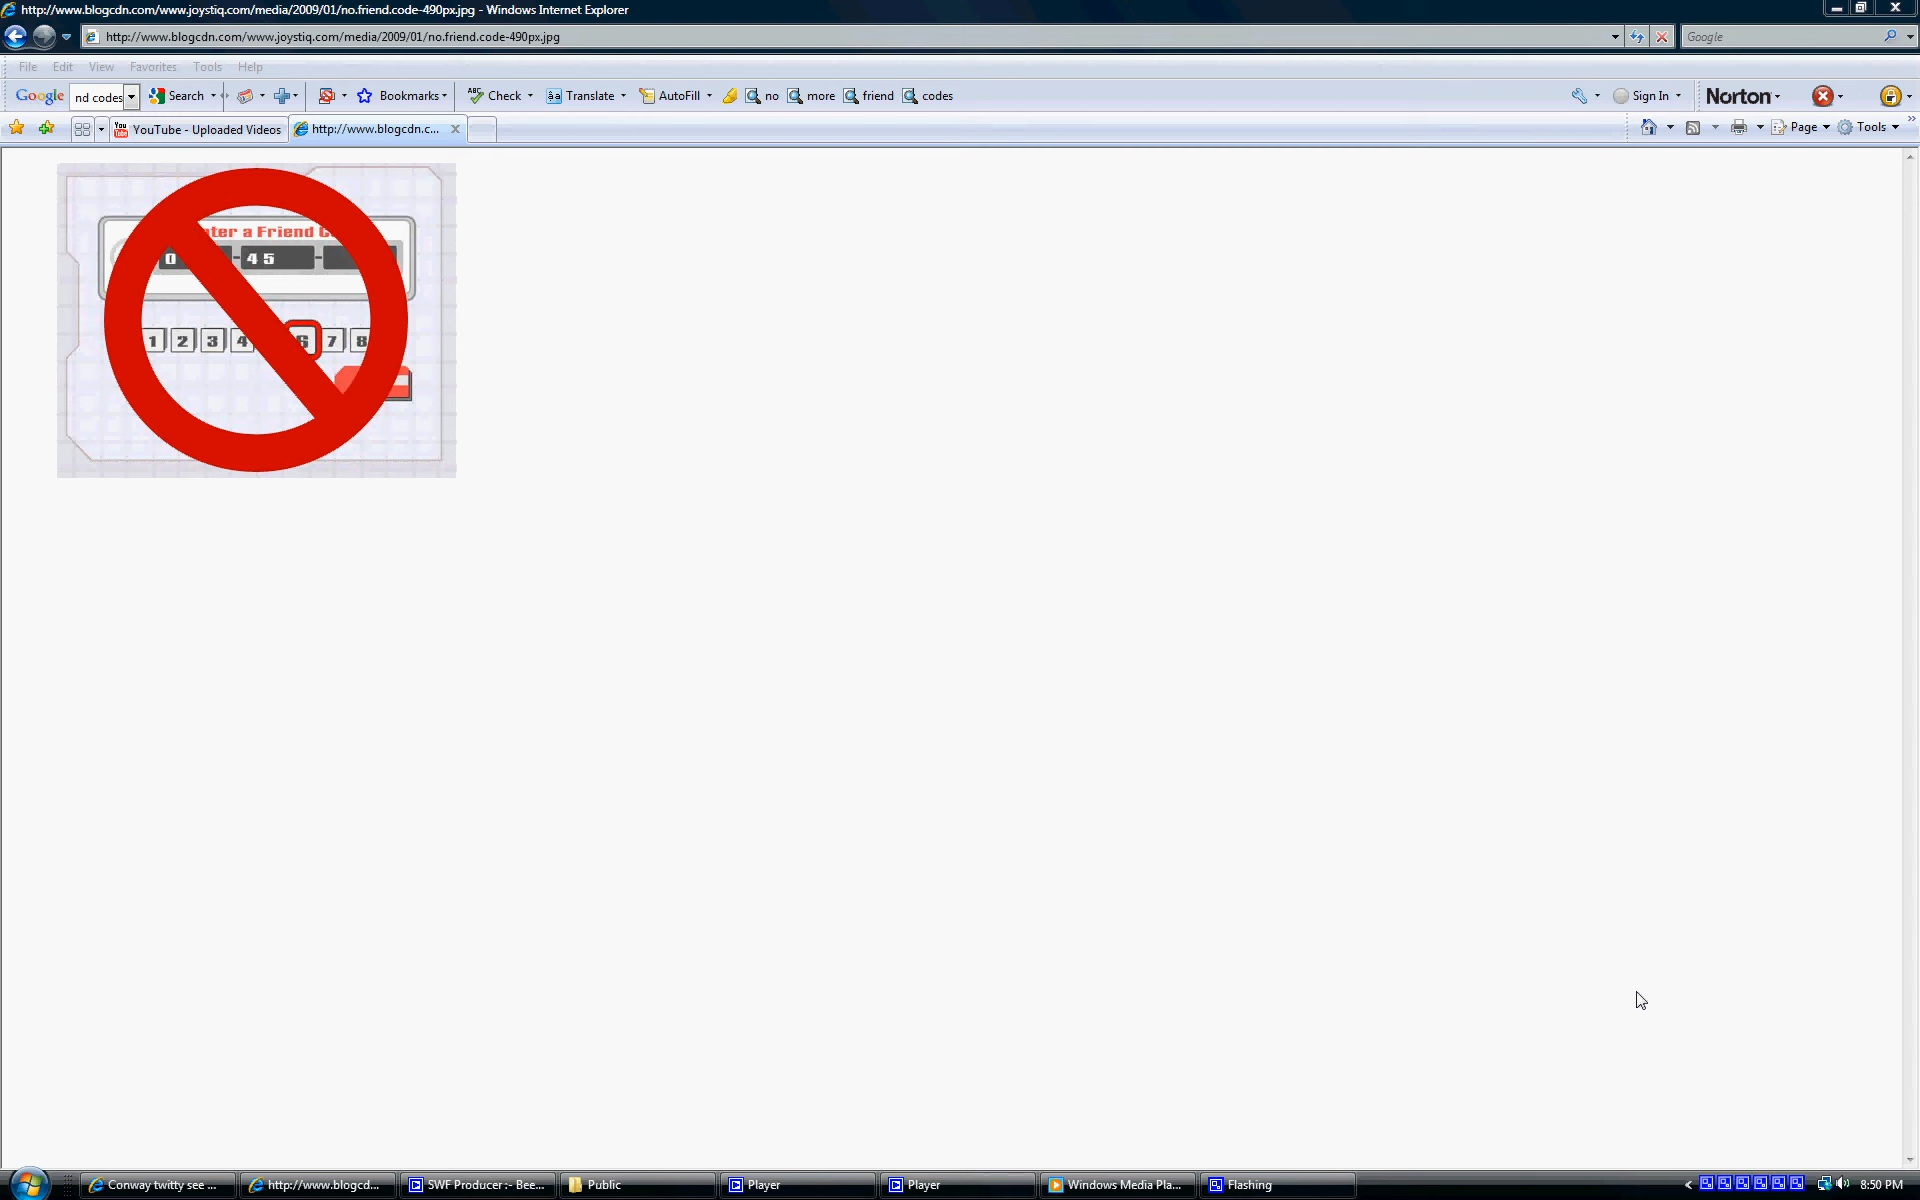 http://www.blogcdn.com/www.joystiq.com/media/2009/01/no.friend.code-490px.jpg - Windows Internet Explorer
http://www.blogcdn.com/www.joystiq.com/media/2009/01/no.friend.code-490px.jpg
Google
File Edit View Favorites Tools Help
Google nd codes Search Bookmarks Check Translate AutoFill no more friend codes Sign In Norton
YouTube - Uploaded Videos http://www.blogcdn.c... Page Tools
nter a Friend C
0 - 45 -
1 2 3 4 6 7 8
Conway twitty see ... http://www.blogcd... SWF Producer :- Bee... Public Player Player Windows Media Pla... Flashing 8:50 PM